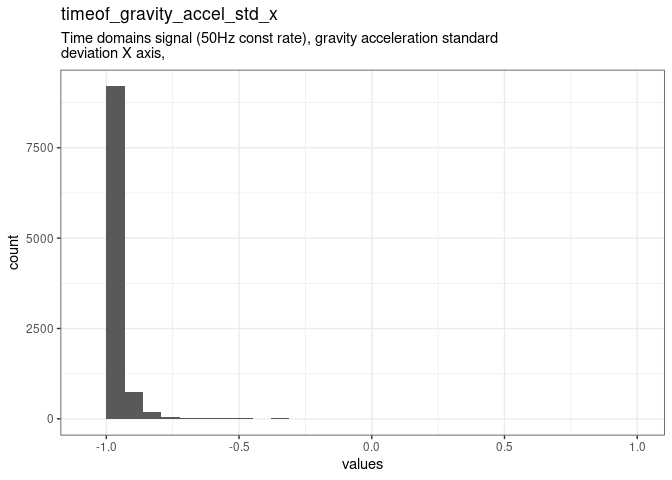 timeof_gravity_accel_std_x
Time domains signal (50Hz const rate), gravity acceleration standard
deviation X axis,
7500
5000
2500
0
count
-1.0
-0.5
0.0
0.5
1.0
values